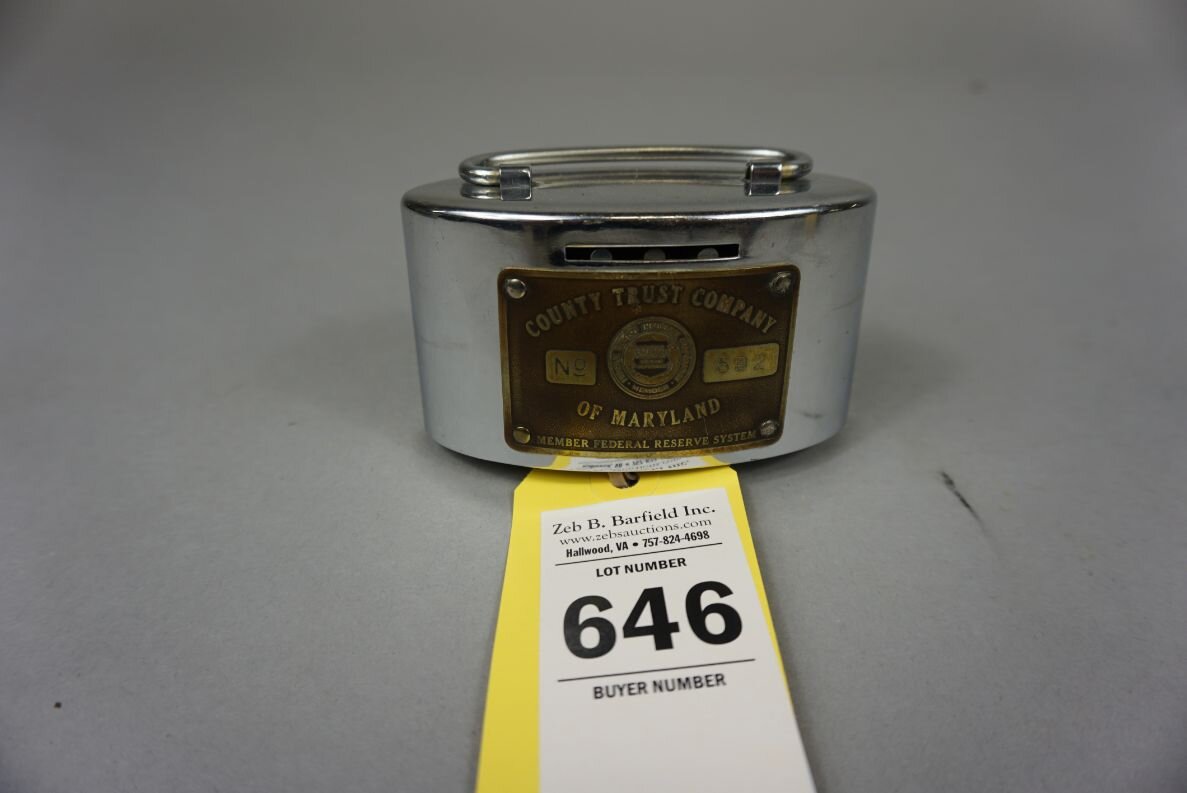 COUNTY TRUST COMPANY
No
MEMBER
OF MARYLAND
MEMBER FEDERAL RESERVE SYSTEM
Zeb B. Barfield Inc.
www.zebsauctions.com
Hallwood, VA • 757-824-4698
LOT NUMBER
646
BUYER NUMBER